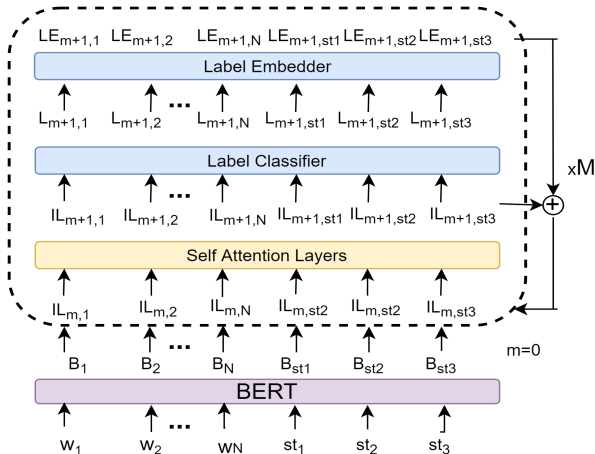 LEm+1,1 LEm+1,2 LEm+1,N LEm+1,st1 LEm+1,st2 LEm+1,st3
Label Embedder
Lm+1,1 Lm+1,2 ... Lm+1,N Lm+1,st1 Lm+1,st2 Lm+1,st3
Label Classifier
xM
ILm+1,1 ILm+1,2 ... ILm+1,N ILm+1,st1 ILm+1,st2 ILm+1,st3
+
Self Attention Layers
ILm,1 ILm,2 ILm,N ILm,st2 ILm,st2 ILm,st3
m=0
B1 B2 ... BN Bst1 Bst2 Bst3
BERT
w1 w2 ... wN st1 st2 st3